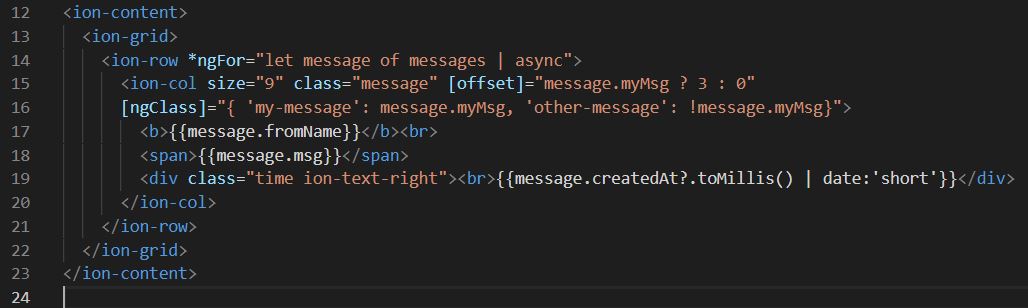 12 <ion-content>
13 <ion-grid>
14 <ion-row *ngFor="let message of messages | async">
15 <ion-col size="9" class="message" [offset]="message.myMsg ? 3 : 0"
16 [ngClass]="{ 'my-message': message.myMsg, 'other-message': !message.myMsg}">
17 <b>{{message.fromName}}</b><br>
18 <span>{{message.msg}}</span>
19 <div class="time ion-text-right"><br>{{message.createdAt?.toMillis() | date:'short'}}</div>
20 </ion-col>
21 </ion-row>
22 </ion-grid>
23 </ion-content>
24